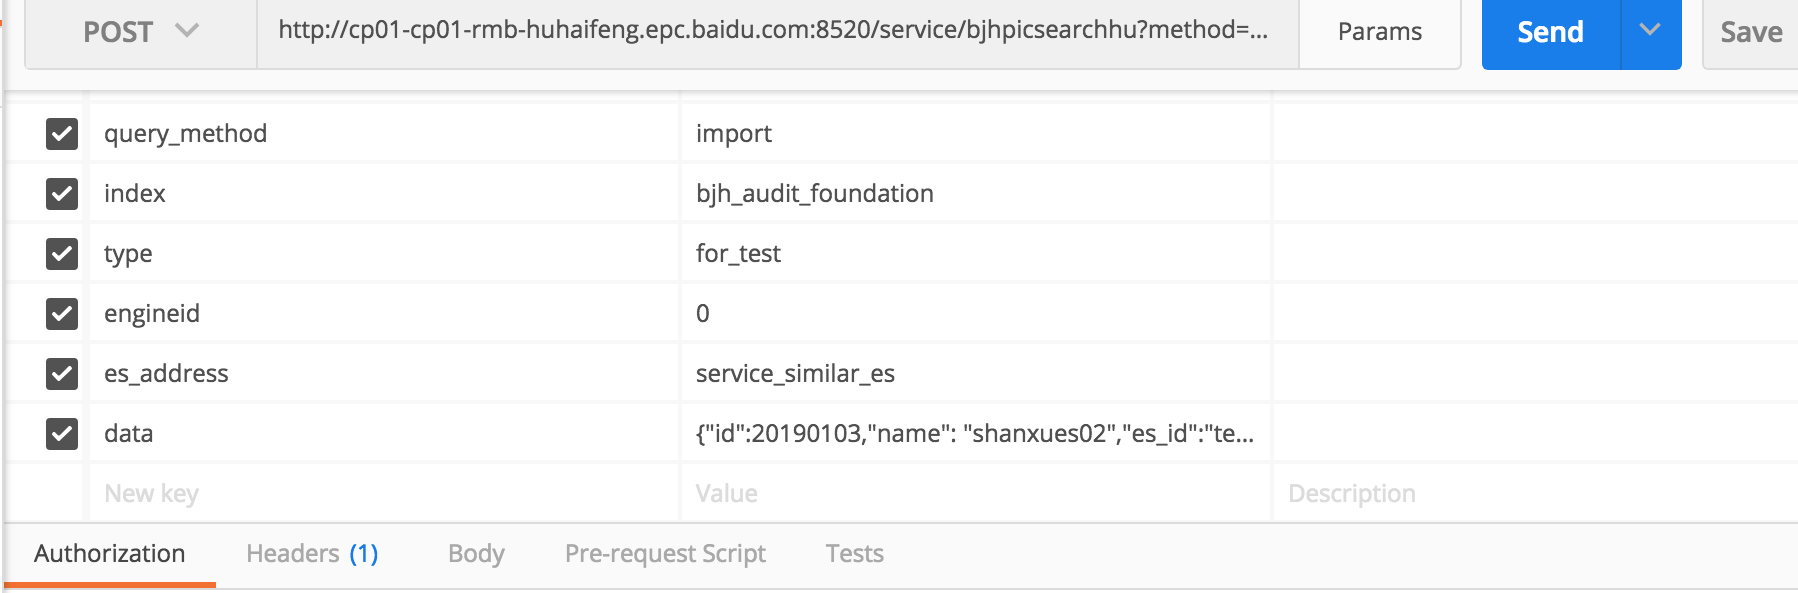 POST http://cp01-cp01-rmb-huhaifeng.epc.baidu.com:8520/service/bjhpicsearchhu?method=... Params Send Save
query_method import
index bjh_audit_foundation
type for_test
engineid 0
es_address service_similar_es
data {"id":20190103,"name": "shanxues02","es_id":"te...
New key Value Description
Authorization Headers (1) Body Pre-request Script Tests